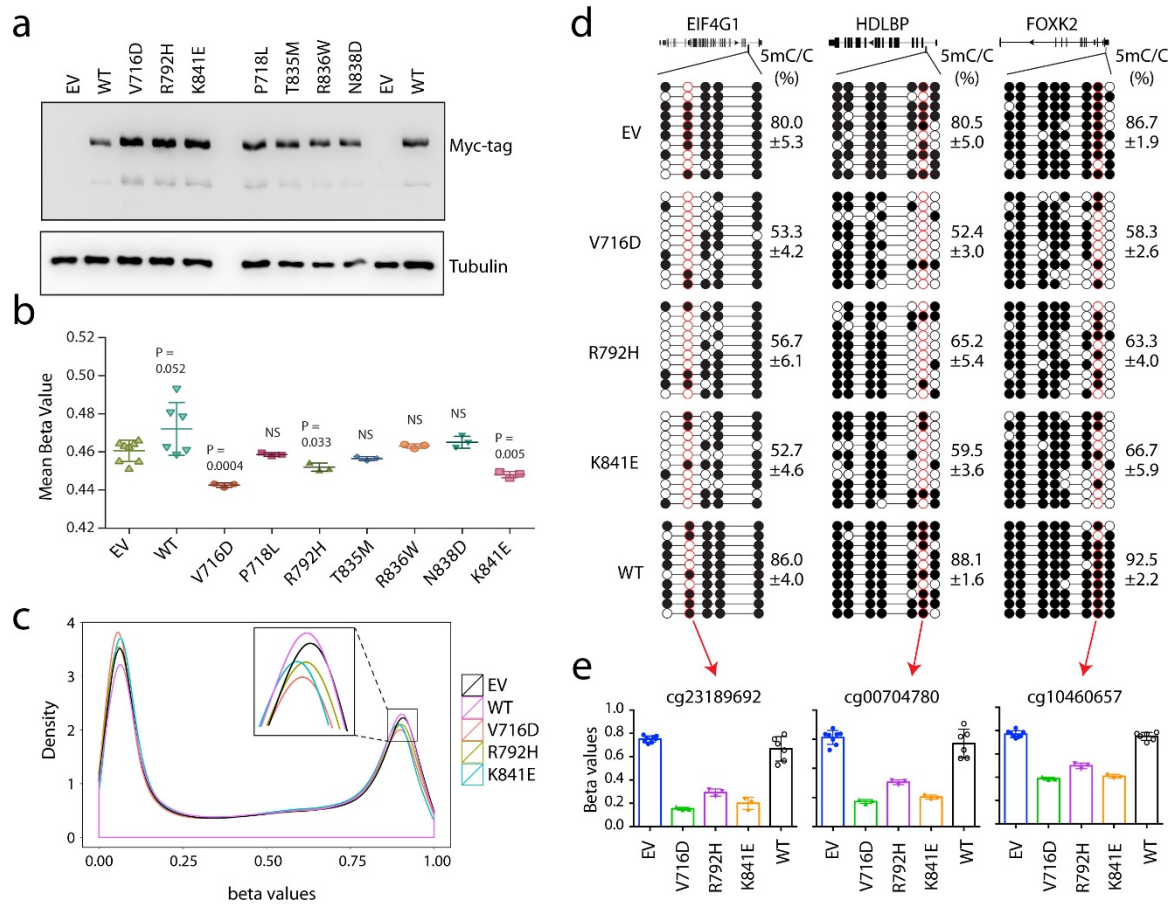 a
EV
WT
V716D
R792H
K841E
P718L
T835M
R836W
N838D
EV
WT
Myc-tag
Tubulin
b
Mean Beta Value
0.52
0.50
0.48
0.46
0.44
0.42
P =
0.052
P =
0.0004
NS
P =
0.033
NS
NS
NS
P =
0.005
EV
WT
V716D
P718L
R792H
T835M
R836W
N838D
K841E
c
Density
4
3
2
1
0
0.00
0.25
0.50
0.75
1.00
beta values
EV
WT
V716D
R792H
K841E
d
EIF4G1
HDLBP
FOXK2
5mC/C
(%)
5mC/C
(%)
5mC/C
(%)
EV
80.0
±5.3
80.5
±5.0
86.7
±1.9
V716D
53.3
±4.2
52.4
±3.0
58.3
±2.6
R792H
56.7
±6.1
65.2
±5.4
63.3
±4.0
K841E
52.7
±4.6
59.5
±3.6
66.7
±5.9
WT
86.0
±4.0
88.1
±1.6
92.5
±2.2
e
cg23189692
cg00704780
cg10460657
Beta values
0.8
0.6
0.4
0.2
0.0
EV
V716D
R792H
K841E
WT
EV
V716D
R792H
K841E
WT
EV
V716D
R792H
K841E
WT